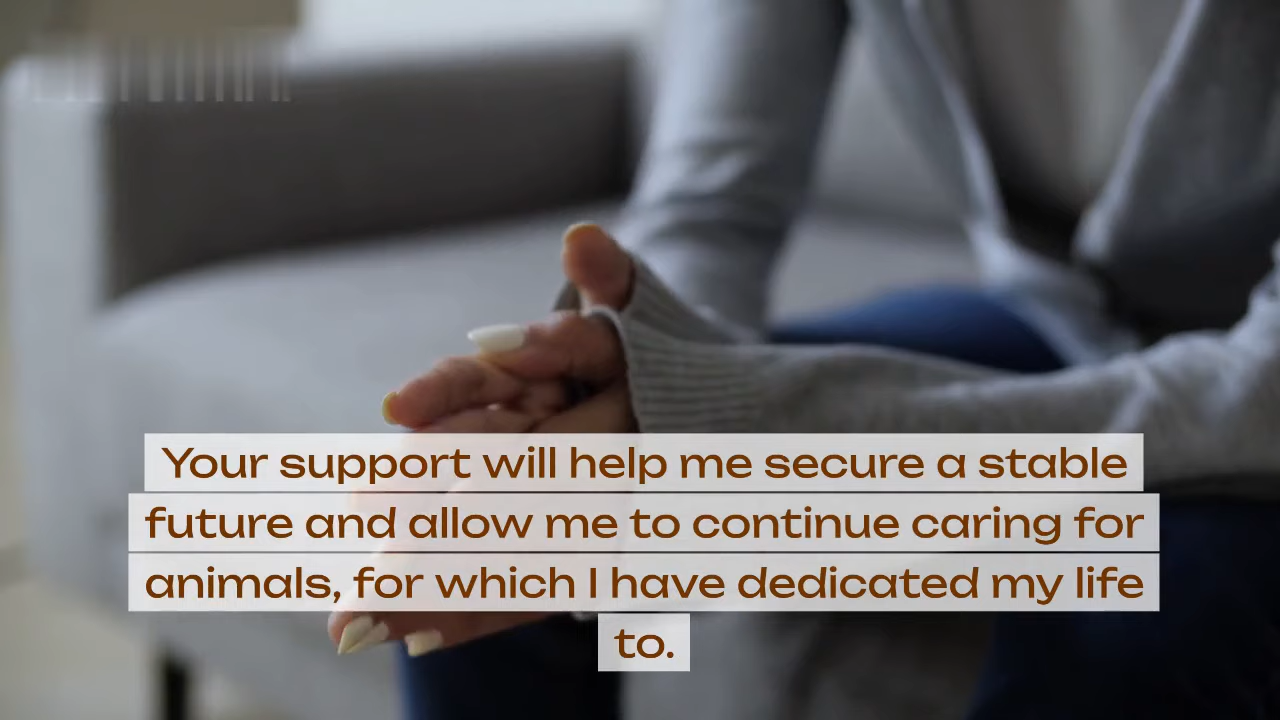 Your support will help me secure a stable
future and allow me to continue caring for
animals, for which I have dedicated my life
to.